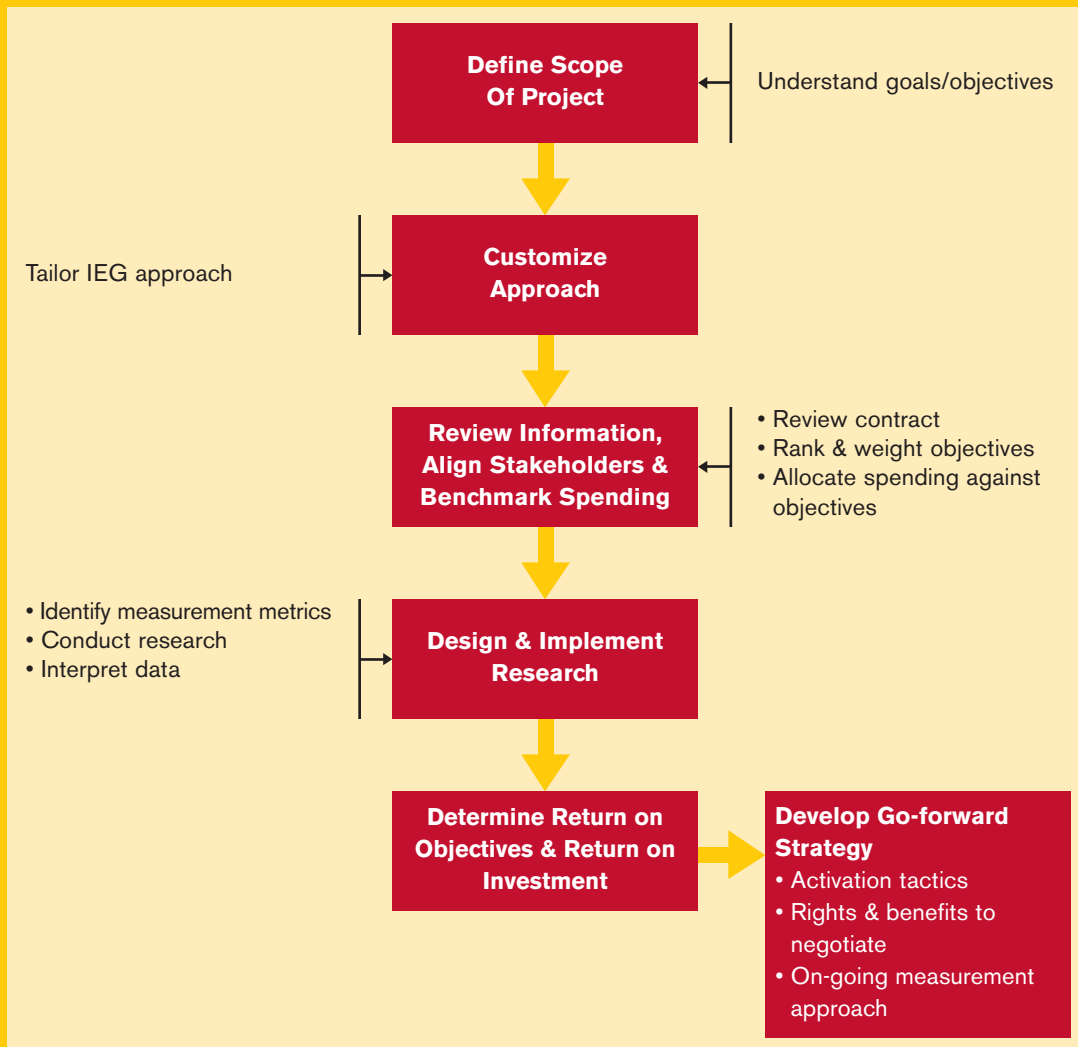 Define Scope
Of Project
Understand goals/objectives
Tailor IEG approach
Customize
Approach
Review Information,
Align Stakeholders &
Benchmark Spending
• Review contract
• Rank & weight objectives
• Allocate spending against
objectives
• Identify measurement metrics
• Conduct research
• Interpret data
Design & Implement
Research
Determine Return on
Objectives & Return on
Investment
Develop Go-forward
Strategy
• Activation tactics
• Rights & benefits to
negotiate
• On-going measurement
approach